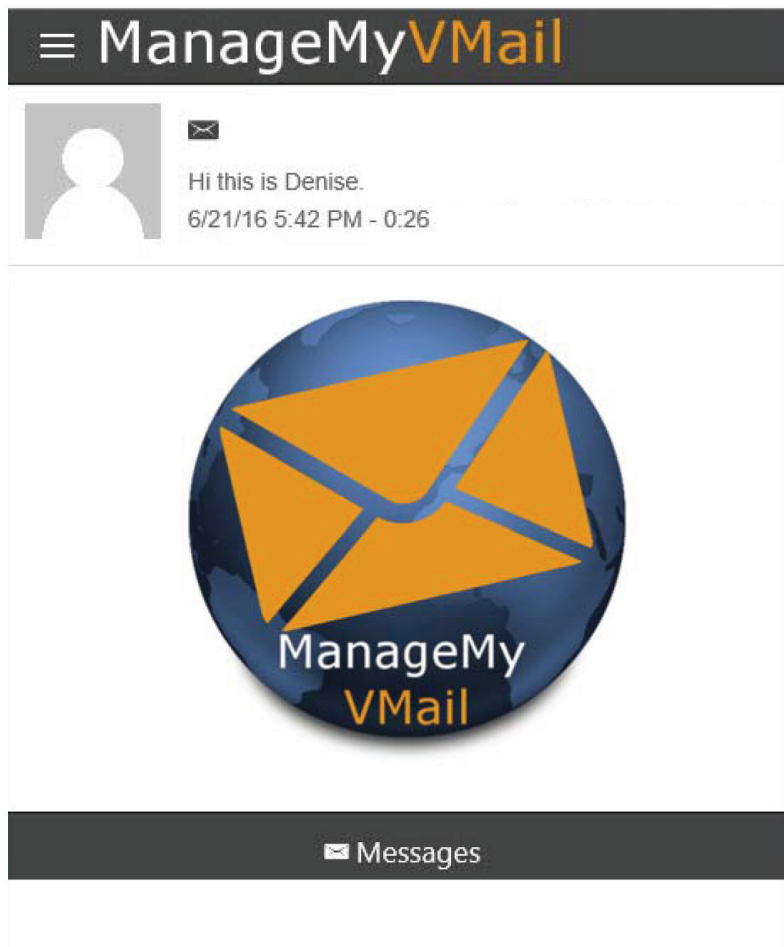 ManageMyVMail
Hi this is Denise.
6/21/16 5:42 PM - 0:26
ManageMy
VMail
Messages